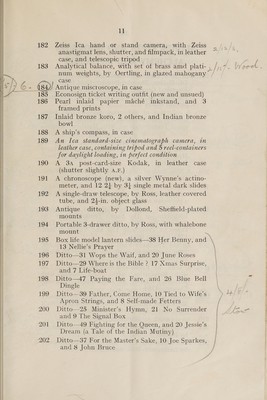 11
182 Zeiss Ica hand or stand camera, with Zeiss
anastigmat lens, shutter, and filmpack, in leather
case, and telescopic tripod
183 Analytical balance, with set of brass and plati-
num weights, by Oertling, in glazed mahogany
case
184 Antique microscope, in case
185 Econosign ticket writing outfit (new and unused)
186 Pearl inlaid papier mâché inkstand, and 3
framed prints
187 Inlaid bronze koro, 2 others, and Indian bronze
bowl
188 A ship's compass, in case
189 An Ica standard-size cinematograph camera, in
leather case, containing tripod and 8 reel-containers
for daylight loading, in perfect condition
190 A 3A post-card-size Kodak, in leather case
(shutter slightly A.F.)
191 A chronoscope (new), a silver Wynne's actino-
meter, and 12 2½ by 3½ single metal dark slides
192 A single-draw telescope, by Ross, leather covered
tube, and 2½-in. object glass
193 Antique ditto, by Dollond, Sheffield-plated
mounts
194 Portable 3-drawer ditto, by Ross, with whalebone
mount
195 Box life model lantern slides—38 Her Benny, and
13 Nellie's Prayer
196 Ditto—31 Wops the Waif, and 20 June Roses
197 Ditto—29 Where is the Bible ? 17 Xmas Surprise,
and 7 Life-boat
198 Ditto—47 Paying the Fare, and 26 Blue Bell
Dingle
199 Ditto—39 Father, Come Home, 10 Tied to Wife's
Apron Strings, and 8 Self-made Fetters
200 Ditto—25 Minister's Hymn, 21 No Surrender
and 9 The Signal Box
201 Ditto—49 Fighting for the Queen, and 20 Jessie's
Dream (a Tale of the Indian Mutiny)
202 Ditto—37 For the Master's Sake, 10 Joe Sparkes,
and 8 John Bruce